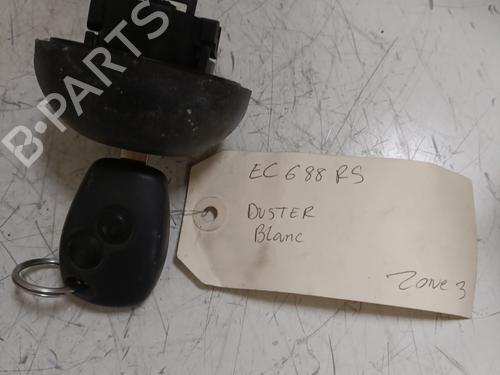 B-PARTS
EC 688 RS
DUSTER
Blanc
Zone 3